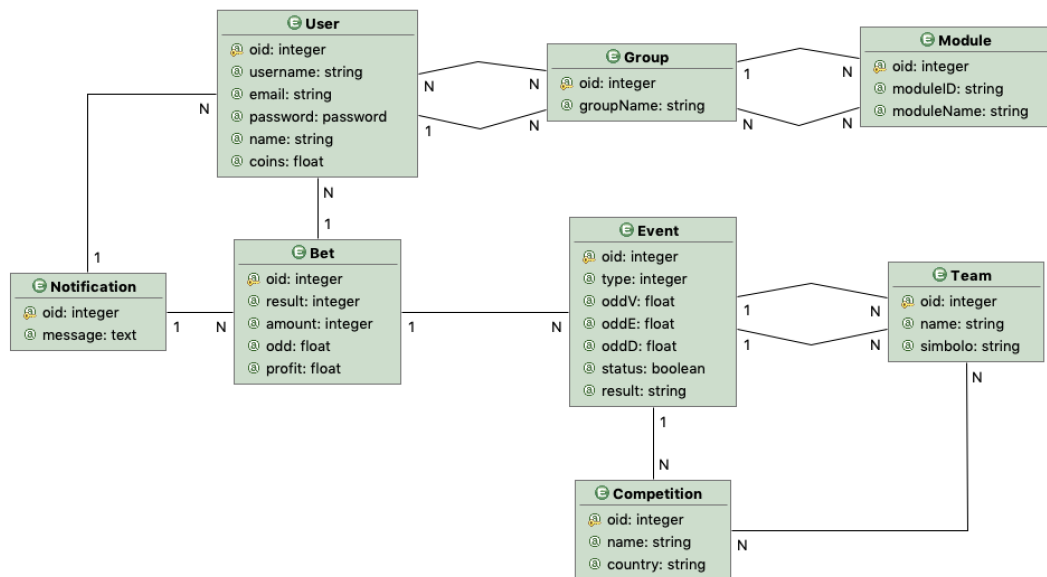 User
oid: integer
username: string
email: string
password: password
name: string
coins: float
Group
oid: integer
groupName: string
Module
oid: integer
moduleID: string
moduleName: string
N
N
1
N
1
N
N
N
N
1
N
1
Notification
oid: integer
message: text
1
N
Bet
oid: integer
result: integer
amount: integer
odd: float
profit: float
1
N
Event
oid: integer
type: integer
oddV: float
oddE: float
oddD: float
status: boolean
result: string
1
N
1
N
Team
oid: integer
name: string
simbolo: string
N
1
N
Competition
oid: integer
name: string
country: string
N